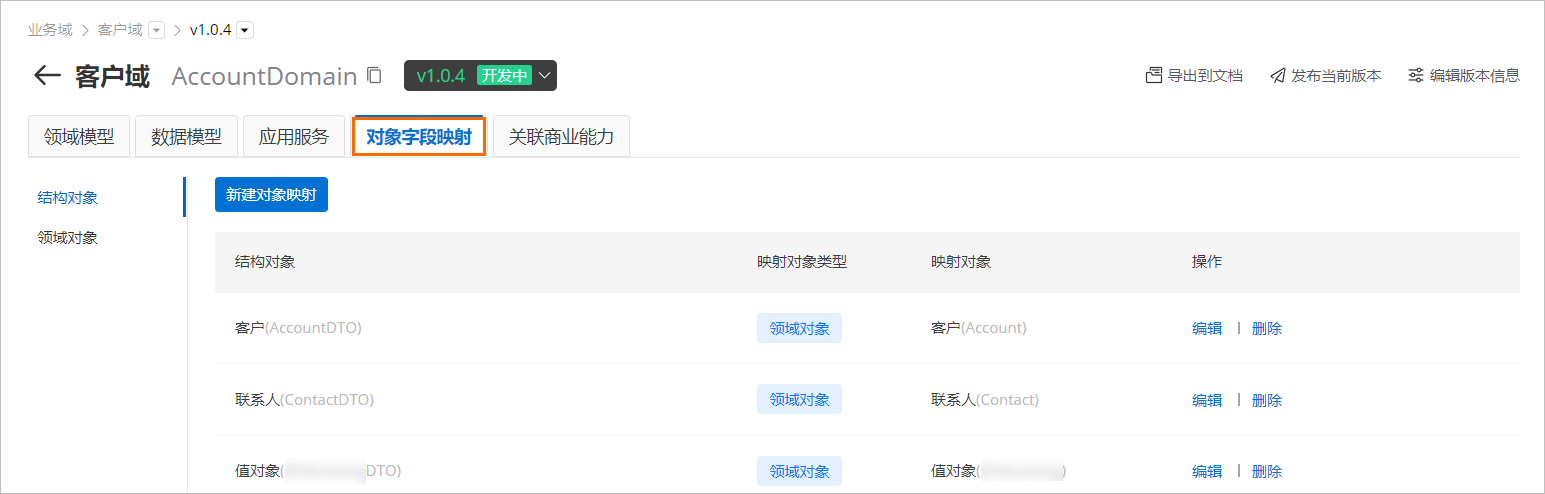 业务域 客户域 v1.0.4
客户域 AccountDomain v1.0.4 开发中 导出到文档 发布当前版本 编辑版本信息
领域模型 数据模型 应用服务 对象字段映射 关联商业能力
结构对象
领域对象
新建对象映射
结构对象 映射对象类型 映射对象 操作
客户(AccountDTO) 领域对象 客户(Account) 编辑 | 删除
联系人(ContactDTO) 领域对象 联系人(Contact) 编辑 | 删除
值对象( DTO) 领域对象 值对象( ) 编辑 | 删除